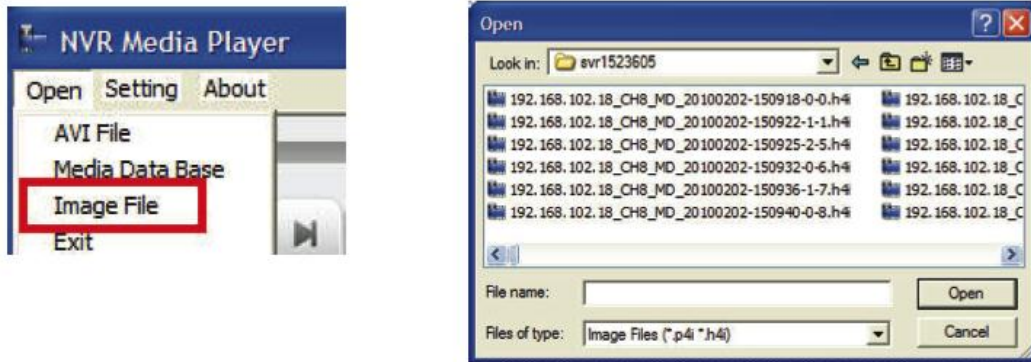 NVR Media Player
Open Setting About
AVI File
Media Data Base
Image File
Exit
Open
Look in: svr1523605
192.168.102.18_CH8_MD_20100202-150918-0-0.h4i 192.168.102.18_C
192.168.102.18_CH8_MD_20100202-150922-1-1.h4i 192.168.102.18_C
192.168.102.18_CH8_MD_20100202-150925-2-5.h4i 192.168.102.18_C
192.168.102.18_CH8_MD_20100202-150932-0-6.h4i 192.168.102.18_C
192.168.102.18_CH8_MD_20100202-150936-1-7.h4i 192.168.102.18_C
192.168.102.18_CH8_MD_20100202-150940-0-8.h4i 192.168.102.18_C
File name: Open
Files of type: Image Files (*.p4i *.h4i) Cancel